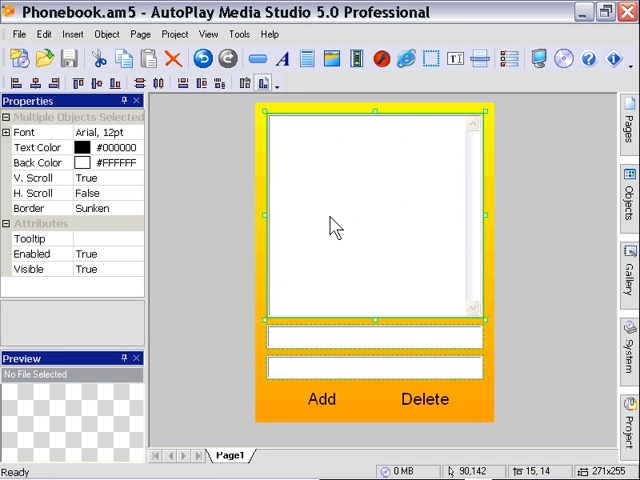 Phonebook.am5 - AutoPlay Media Studio 5.0 Professional
File Edit Insert Object Page Project View Tools Help
Properties
Multiple Objects Selected
Font Arial, 12pt
Text Color #000000
Back Color #FFFFFF
V. Scroll True
H. Scroll False
Border Sunken
Attributes
Tooltip
Enabled True
Visible True
Preview
No File Selected
Add Delete
Page1
Pages
Objects
Gallery
System
Project
Ready 0 MB 90,142 15, 14 271x255